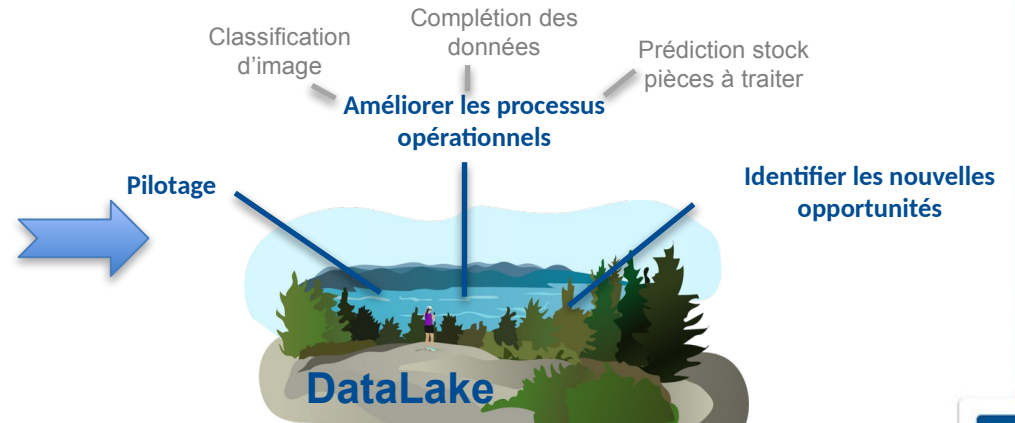 Classification
d'image
Complétion des
données
Prédiction stock
pièces à traiter
Améliorer les processus
opérationnels
Pilotage
Identifier les nouvelles
opportunités
DataLake